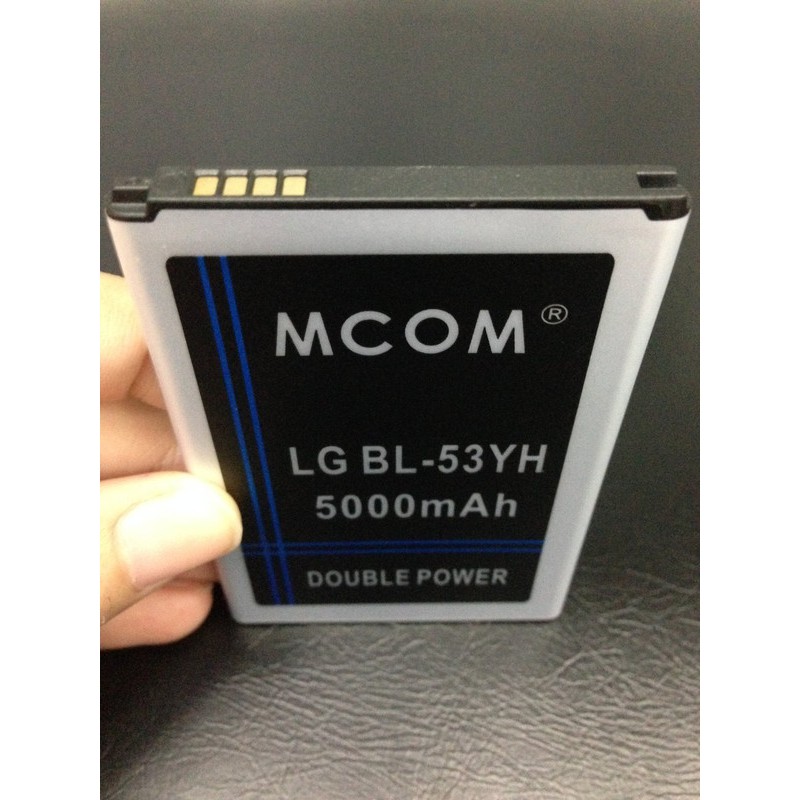 MCOM®
LG BL-53YH
5000mAh
DOUBLE POWER